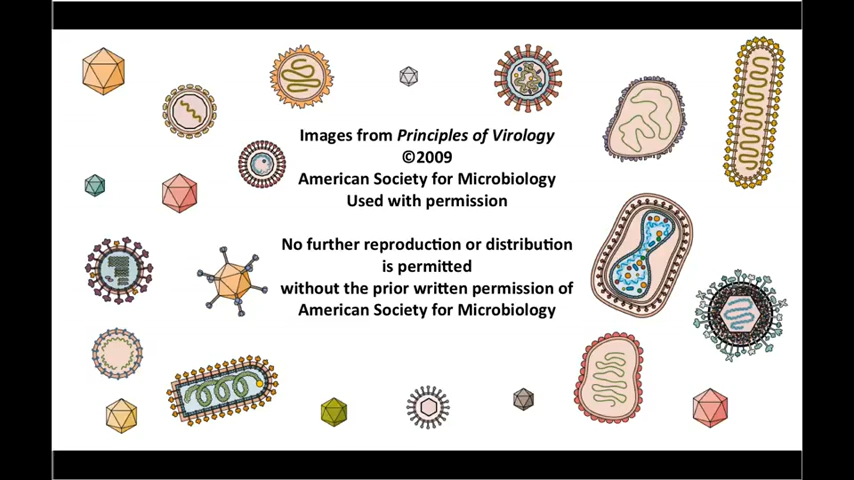 Images from Principles of Virology
©2009
American Society for Microbiology
Used with permission
No further reproduction or distribution
is permitted
without the prior written permission of
American Society for Microbiology